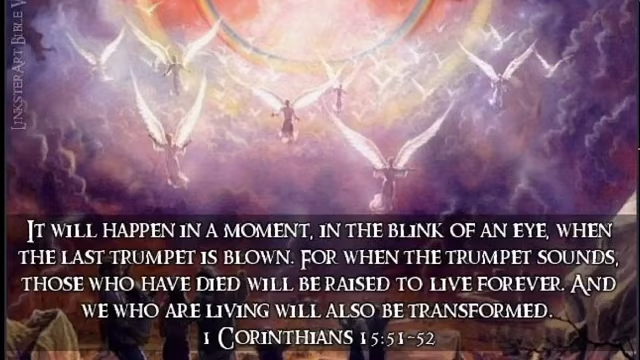 [inksterArt Bible V
It will happen in a moment, in the blink of an eye, when
the last trumpet is blown. For when the trumpet sounds,
those who have died will be raised to live forever. And
we who are living will also be transformed.
1 Corinthians 15:51-52